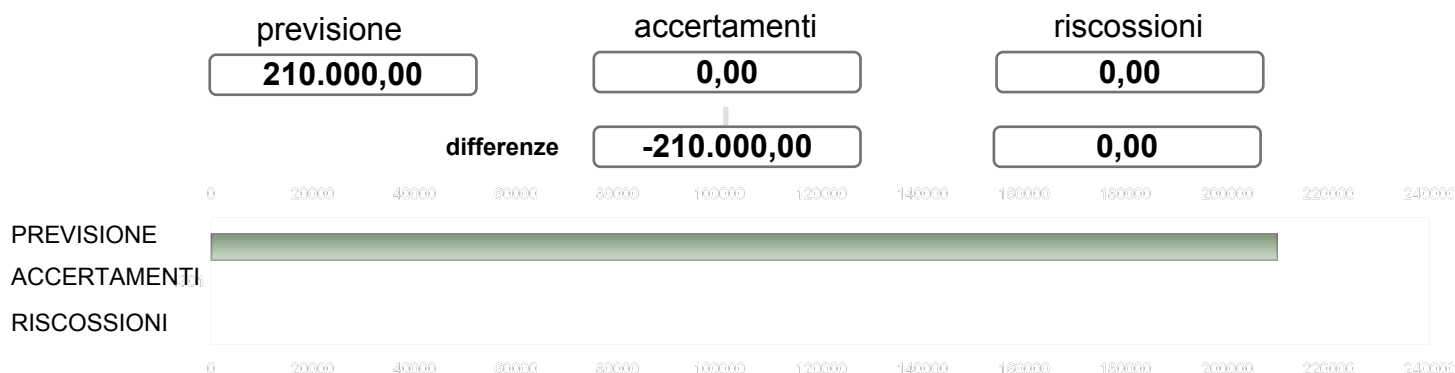 previsione accertamenti riscossioni
210.000,00 0,00 0,00
differenze -210.000,00 0,00
0 20000 40000 60000 80000 100000 120000 140000 160000 180000 200000 220000 240000
PREVISIONE
ACCERTAMENTI
RISCOSSIONI
0 20000 40000 60000 80000 100000 120000 140000 160000 180000 200000 220000 240000